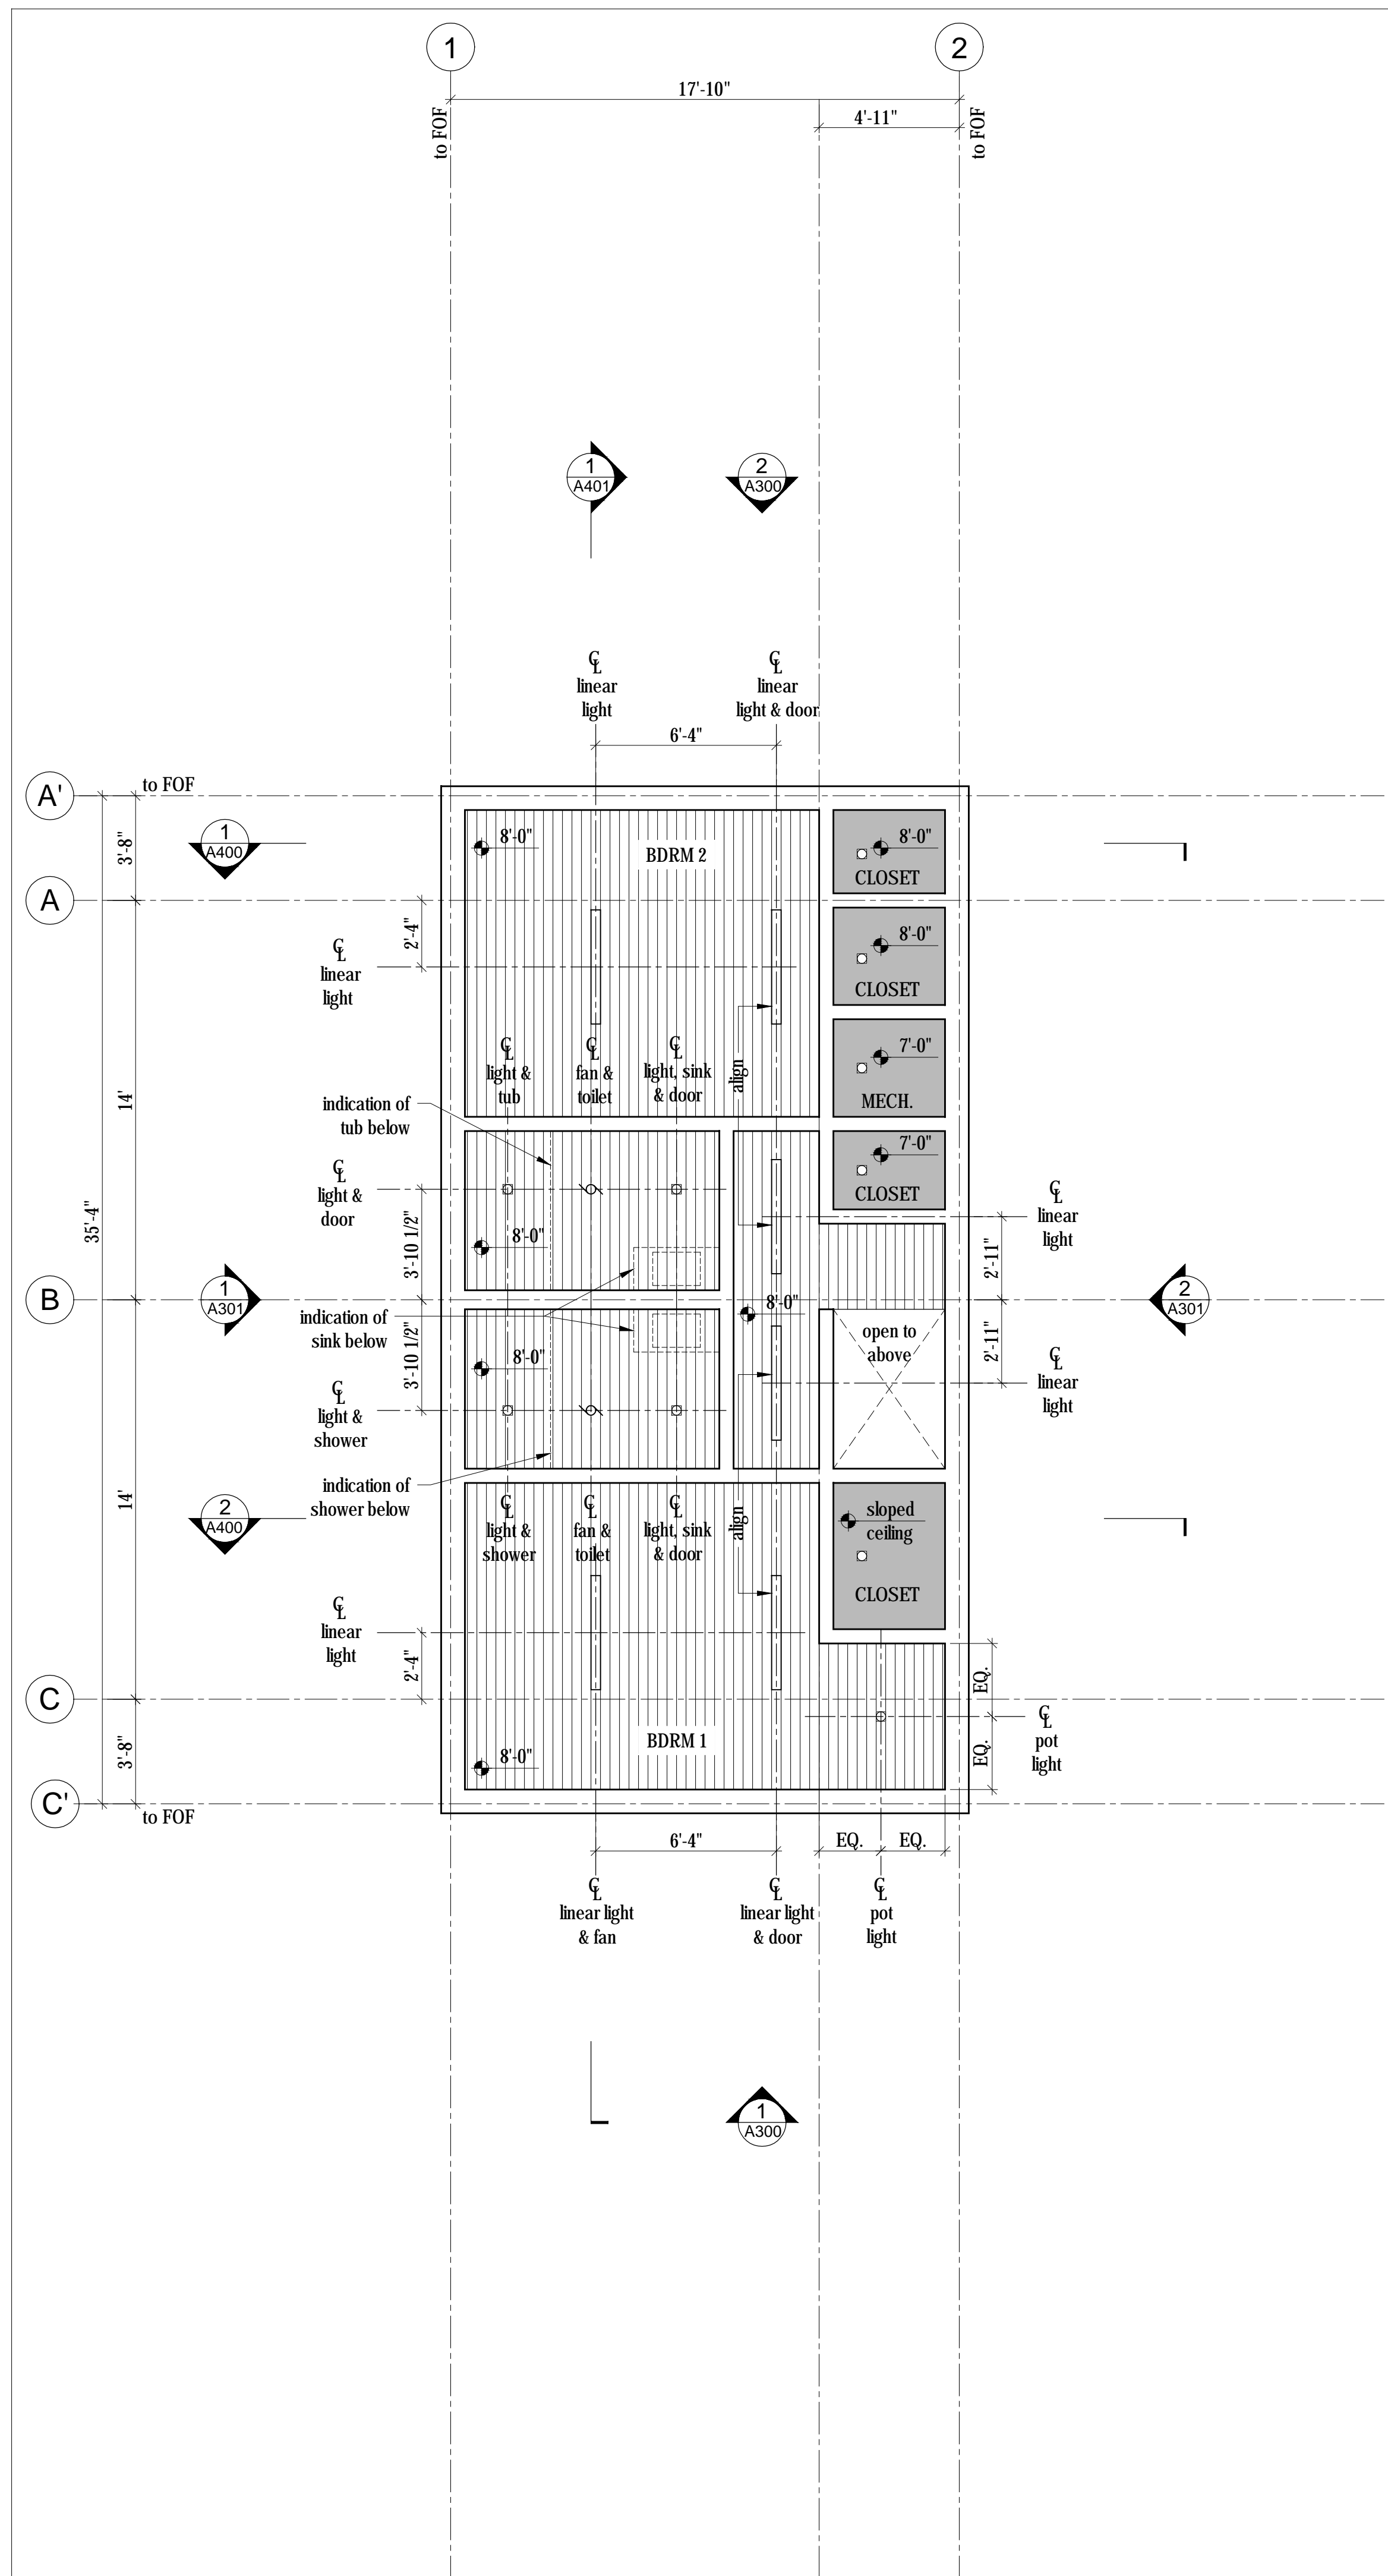 1
2
17'-10"
4'-11"
to FOF
to FOF
1
A401
2
A300
℄
linear
light
℄
linear
light & door
6'-4"
A'
to FOF
3'-8"
1
A400
8'-0"
BDRM 2
8'-0"
CLOSET
A
2'-4"
℄
linear
light
8'-0"
CLOSET
℄
light &
tub
℄
fan &
toilet
℄
light, sink
& door
align
7'-0"
MECH.
14'
indication of
tub below
7'-0"
CLOSET
℄
light &
door
35'-4"
3'-10 1/2"
8'-0"
℄
linear
light
2'-11"
B
1
A301
2
A301
indication of
sink below
8'-0"
3'-10 1/2"
8'-0"
open to
above
2'-11"
℄
linear
light
℄
light &
shower
14'
indication of
shower below
2
A400
℄
light &
shower
℄
fan &
toilet
℄
light, sink
& door
align
sloped
ceiling
CLOSET
℄
linear
light
2'-4"
EQ.
C
℄
pot
light
3'-8"
BDRM 1
8'-0"
EQ.
C'
to FOF
6'-4"
EQ.
EQ.
℄
linear light
& fan
℄
linear light
& door
℄
pot
light
1
A300